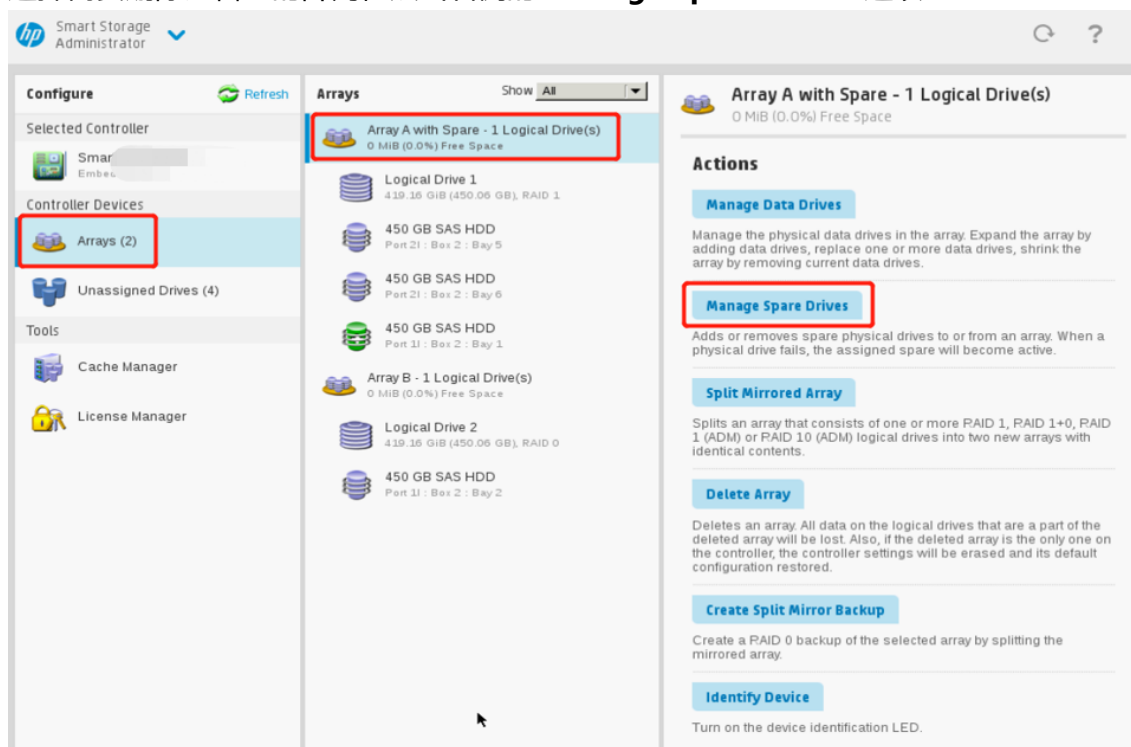 Smart Storage
Administrator
?
Configure
Refresh
Selected Controller
Smar
Embe
Controller Devices
Arrays (2)
Unassigned Drives (4)
Tools
Cache Manager
License Manager
Arrays
Show All
Array A with Spare - 1 Logical Drive(s)
0 MiB (0.0%) Free Space
Logical Drive 1
419.16 GiB (450.06 GB), RAID 1
450 GB SAS HDD
Port 2I : Box 2 : Bay 5
450 GB SAS HDD
Port 2I : Box 2 : Bay 6
450 GB SAS HDD
Port 1I : Box 2 : Bay 1
Array B - 1 Logical Drive(s)
0 MiB (0.0%) Free Space
Logical Drive 2
419.16 GiB (450.06 GB), RAID 0
450 GB SAS HDD
Port 1I : Box 2 : Bay 2
Array A with Spare - 1 Logical Drive(s)
0 MiB (0.0%) Free Space
Actions
Manage Data Drives
Manage the physical data drives in the array. Expand the array by
adding data drives, replace one or more data drives, shrink the
array by removing current data drives.
Manage Spare Drives
Adds or removes spare physical drives to or from an array. When a
physical drive fails, the assigned spare will become active.
Split Mirrored Array
Splits an array that consists of one or more RAID 1, RAID 1+0, RAID
1 (ADM) or RAID 10 (ADM) logical drives into two new arrays with
identical contents.
Delete Array
Deletes an array. All data on the logical drives that are a part of the
deleted array will be lost. Also, if the deleted array is the only one on
the controller, the controller settings will be erased and its default
configuration restored.
Create Split Mirror Backup
Create a RAID 0 backup of the selected array by splitting the
mirrored array.
Identify Device
Turn on the device identification LED.